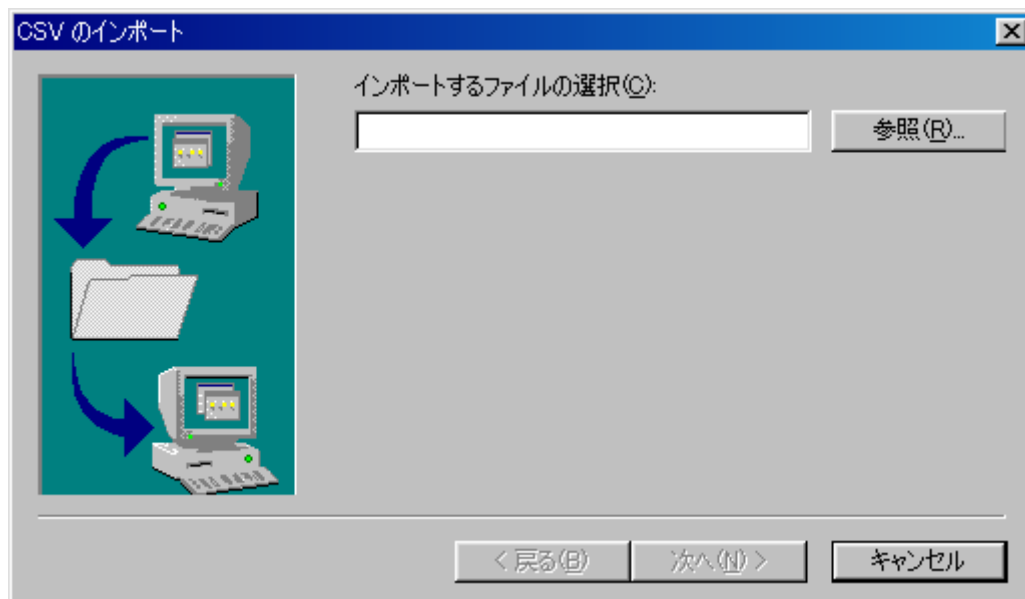 CSV のインポート
インポートするファイルの選択(C):
参照(R)...
< 戻る(B)
次へ(N) >
キャンセル